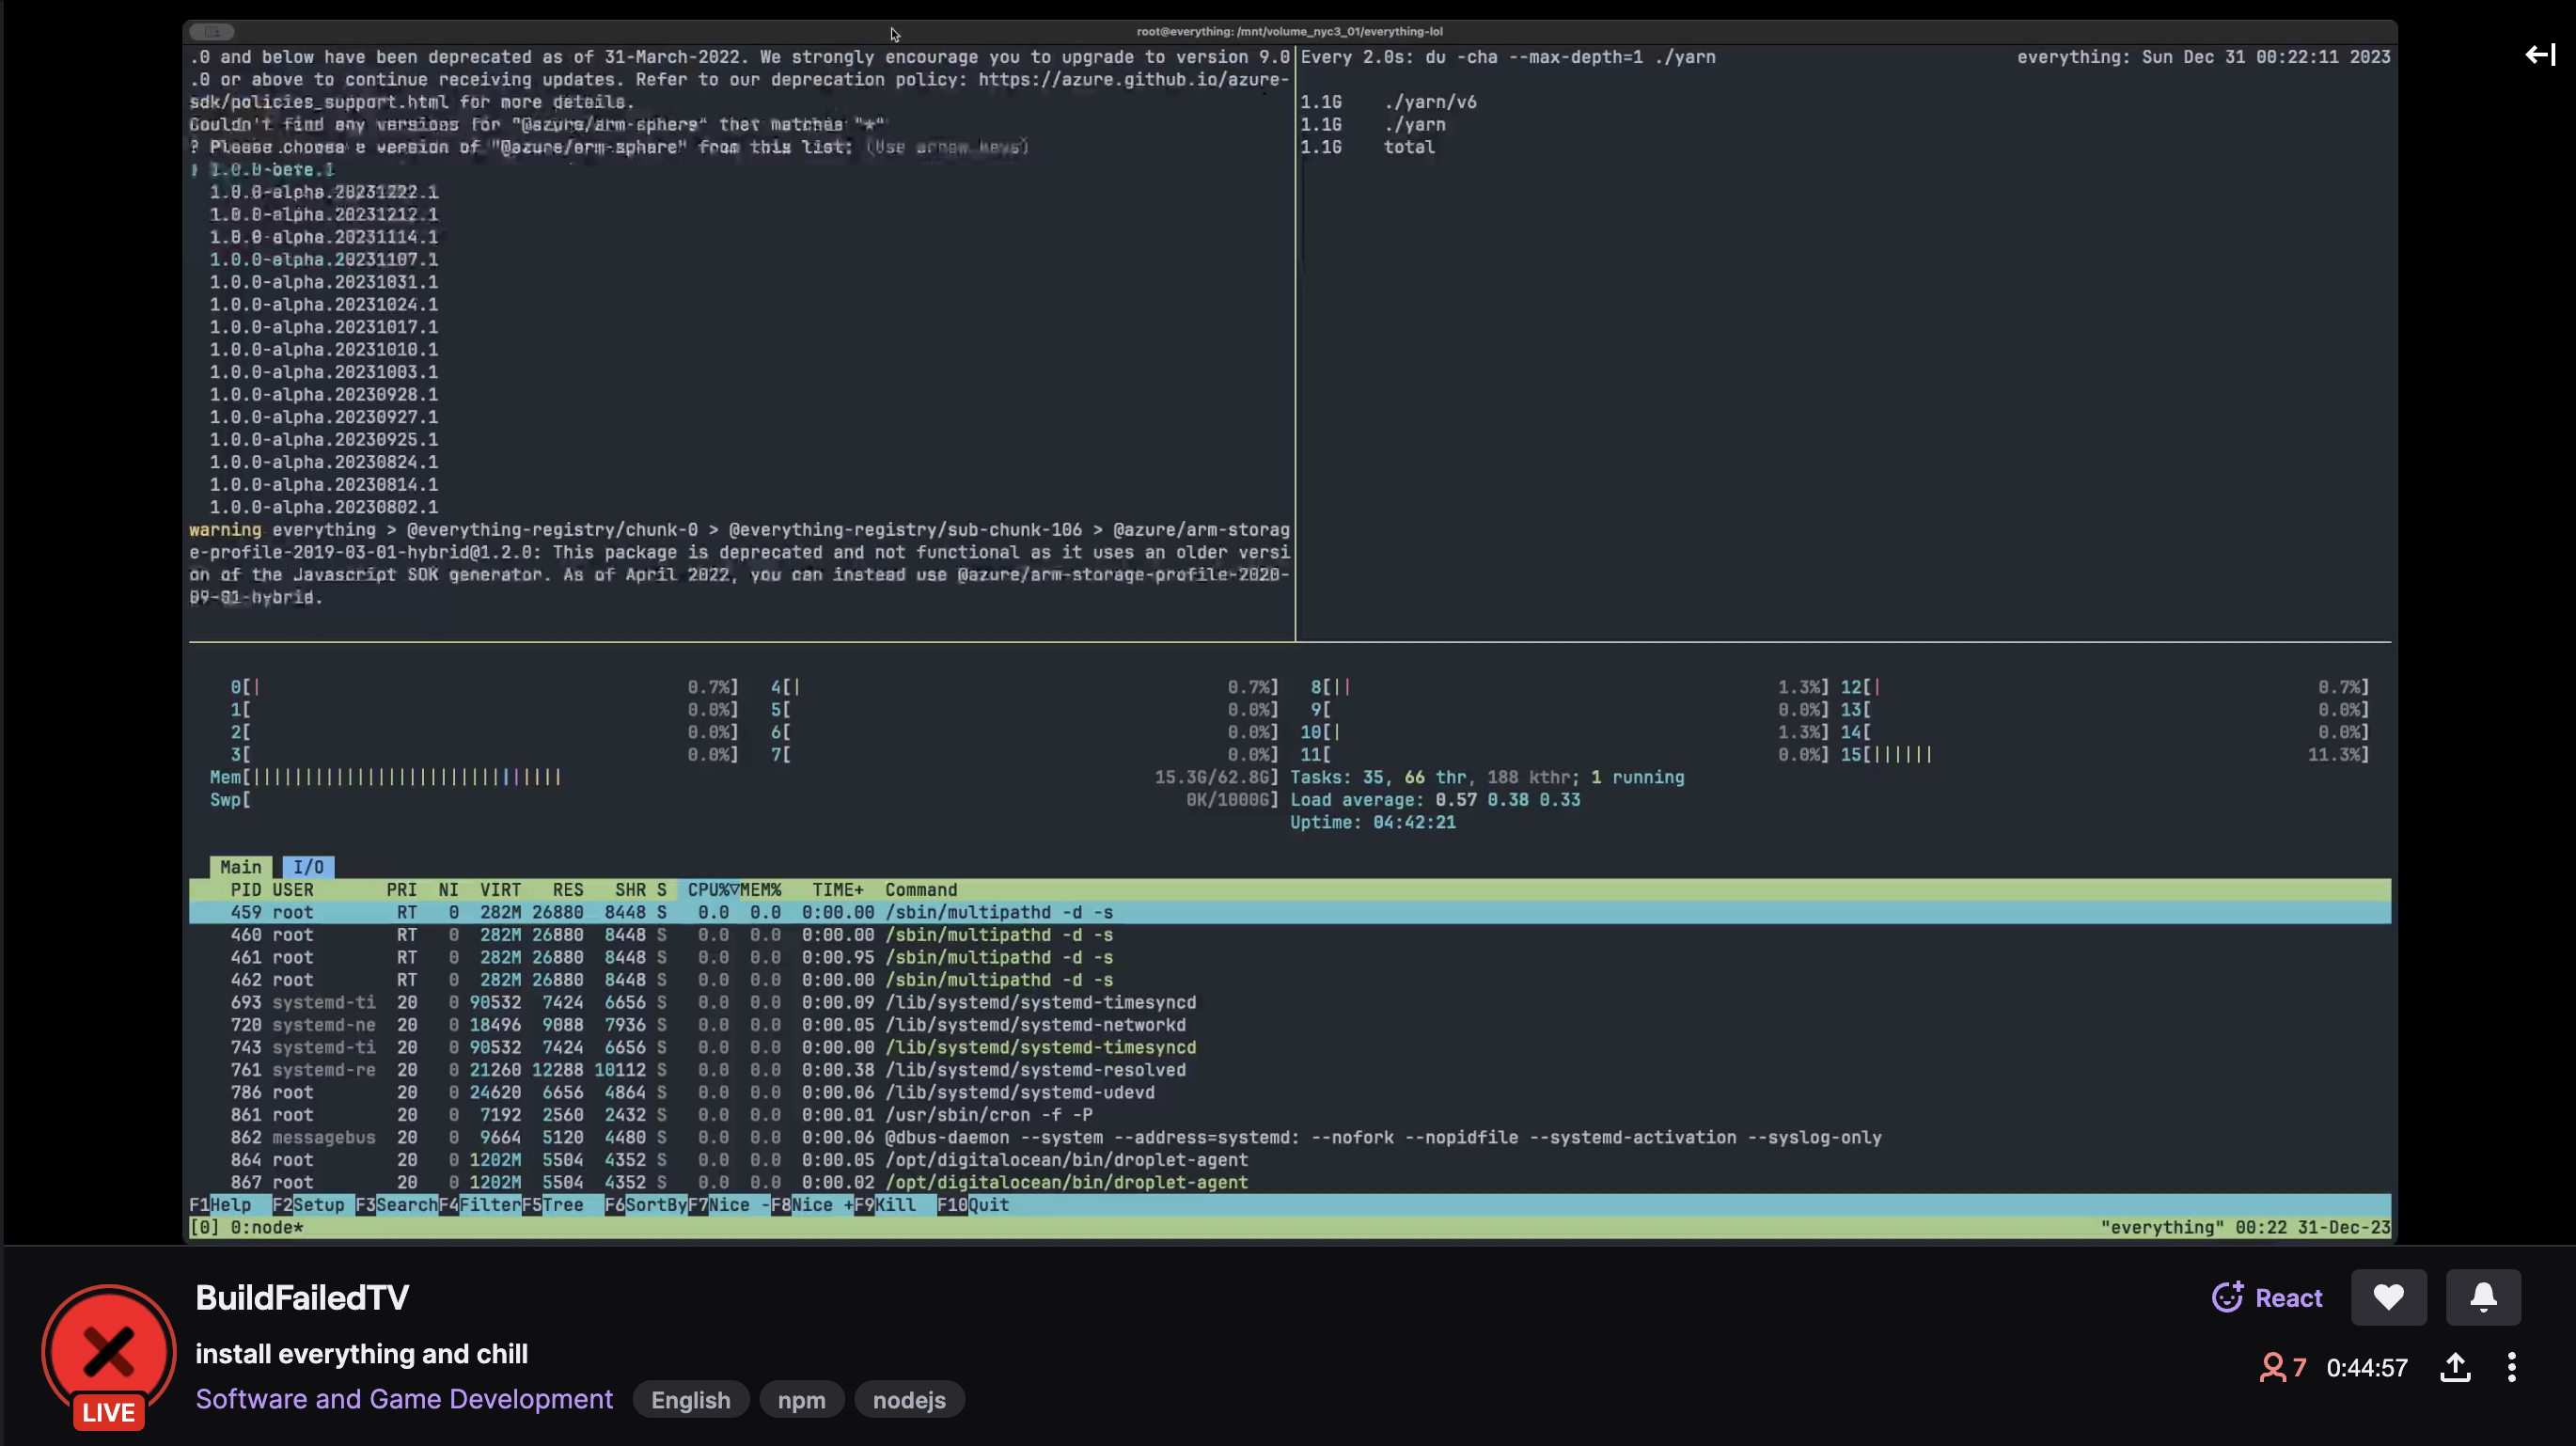 root@everything: /mnt/volume_nyc3_01/everything-lol
.0 and below have been deprecated as of 31-March-2022. We strongly encourage you to upgrade to version 9.0
.0 or above to continue receiving updates. Refer to our deprecation policy: https://azure.github.io/azure-
sdk/policies_support.html for more details.
Couldn't find any versions for "@azure/arm-sphere" that matches "*"
? Please choose a version of "@azure/arm-sphere" from this list: (Use arrow keys)
❯ 1.0.0-beta.1
1.0.0-alpha.20231222.1
1.0.0-alpha.20231212.1
1.0.0-alpha.20231114.1
1.0.0-alpha.20231107.1
1.0.0-alpha.20231031.1
1.0.0-alpha.20231024.1
1.0.0-alpha.20231017.1
1.0.0-alpha.20231010.1
1.0.0-alpha.20231003.1
1.0.0-alpha.20230928.1
1.0.0-alpha.20230927.1
1.0.0-alpha.20230925.1
1.0.0-alpha.20230824.1
1.0.0-alpha.20230814.1
1.0.0-alpha.20230802.1
warning everything > @everything-registry/chunk-0 > @everything-registry/sub-chunk-106 > @azure/arm-storag
e-profile-2019-03-01-hybrid@1.2.0: This package is deprecated and not functional as it uses an older versi
on of the Javascript SDK generator. As of April 2022, you can instead use @azure/arm-storage-profile-2020-
09-01-hybrid.
Every 2.0s: du -cha --max-depth=1 ./yarn everything: Sun Dec 31 00:22:11 2023
1.1G ./yarn/v6
1.1G ./yarn
1.1G total
0[| 0.7%] 4[| 0.7%] 8[|| 1.3%] 12[| 0.7%]
1[ 0.0%] 5[ 0.0%] 9[ 0.0%] 13[ 0.0%]
2[ 0.0%] 6[ 0.0%] 10[| 1.3%] 14[ 0.0%]
3[ 0.0%] 7[ 0.0%] 11[ 0.0%] 15[|||||| 11.3%]
Mem[|||||||||||||||||||||||||||||| 15.3G/62.8G] Tasks: 35, 66 thr, 188 kthr; 1 running
Swp[ 0K/1000G] Load average: 0.57 0.38 0.33
Uptime: 04:42:21
Main I/O
PID USER PRI NI VIRT RES SHR S CPU%▽MEM% TIME+ Command
459 root RT 0 282M 26880 8448 S 0.0 0.0 0:00.00 /sbin/multipathd -d -s
460 root RT 0 282M 26880 8448 S 0.0 0.0 0:00.00 /sbin/multipathd -d -s
461 root RT 0 282M 26880 8448 S 0.0 0.0 0:00.95 /sbin/multipathd -d -s
462 root RT 0 282M 26880 8448 S 0.0 0.0 0:00.00 /sbin/multipathd -d -s
693 systemd-ti 20 0 90532 7424 6656 S 0.0 0.0 0:00.09 /lib/systemd/systemd-timesyncd
720 systemd-ne 20 0 18496 9088 7936 S 0.0 0.0 0:00.05 /lib/systemd/systemd-networkd
743 systemd-ti 20 0 90532 7424 6656 S 0.0 0.0 0:00.00 /lib/systemd/systemd-timesyncd
761 systemd-re 20 0 21260 12288 10112 S 0.0 0.0 0:00.38 /lib/systemd/systemd-resolved
786 root 20 0 24620 6656 4864 S 0.0 0.0 0:00.06 /lib/systemd/systemd-udevd
861 root 20 0 7192 2560 2432 S 0.0 0.0 0:00.01 /usr/sbin/cron -f -P
862 messagebus 20 0 9664 5120 4480 S 0.0 0.0 0:00.06 @dbus-daemon --system --address=systemd: --nofork --nopidfile --systemd-activation --syslog-only
864 root 20 0 1202M 5504 4352 S 0.0 0.0 0:00.05 /opt/digitalocean/bin/droplet-agent
867 root 20 0 1202M 5504 4352 S 0.0 0.0 0:00.02 /opt/digitalocean/bin/droplet-agent
F1Help F2Setup F3SearchF4FilterF5Tree F6SortByF7Nice -F8Nice +F9Kill F10Quit
[0] 0:node* "everything" 00:22 31-Dec-23
BuildFailedTV
install everything and chill
Software and Game Development English npm nodejs
LIVE
React
7 0:44:57